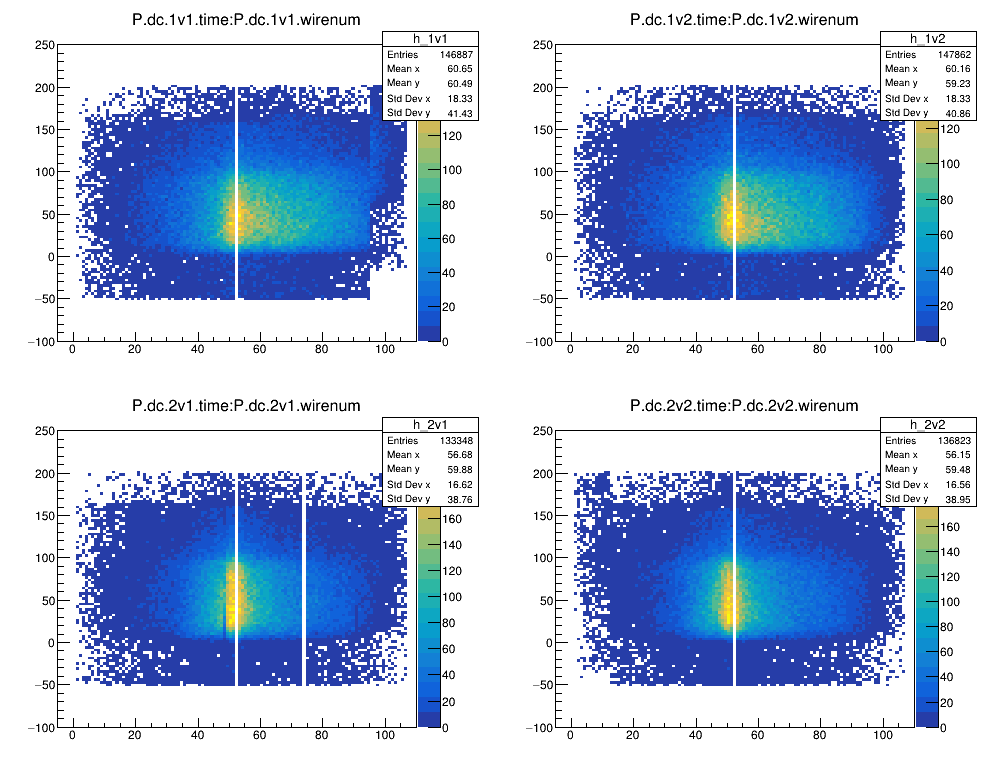 P.dc.1v1.time:P.dc.1v1.wirenum
h_1v1
Entries 146887
Mean x 60.65
Mean y 60.49
Std Dev x 18.33
Std Dev y 41.43
250
200
150
100
50
0
−50
−100
0 20 40 60 80 100
120
100
80
60
40
20
0
P.dc.1v2.time:P.dc.1v2.wirenum
h_1v2
Entries 147862
Mean x 60.16
Mean y 59.23
Std Dev x 18.33
Std Dev y 40.86
250
200
150
100
50
0
−50
−100
0 20 40 60 80 100
120
100
80
60
40
20
0
P.dc.2v1.time:P.dc.2v1.wirenum
h_2v1
Entries 133348
Mean x 56.68
Mean y 59.88
Std Dev x 16.62
Std Dev y 38.76
250
200
150
100
50
0
−50
−100
0 20 40 60 80 100
160
140
120
100
80
60
40
20
0
P.dc.2v2.time:P.dc.2v2.wirenum
h_2v2
Entries 136823
Mean x 56.15
Mean y 59.48
Std Dev x 16.56
Std Dev y 38.95
250
200
150
100
50
0
−50
−100
0 20 40 60 80 100
160
140
120
100
80
60
40
20
0